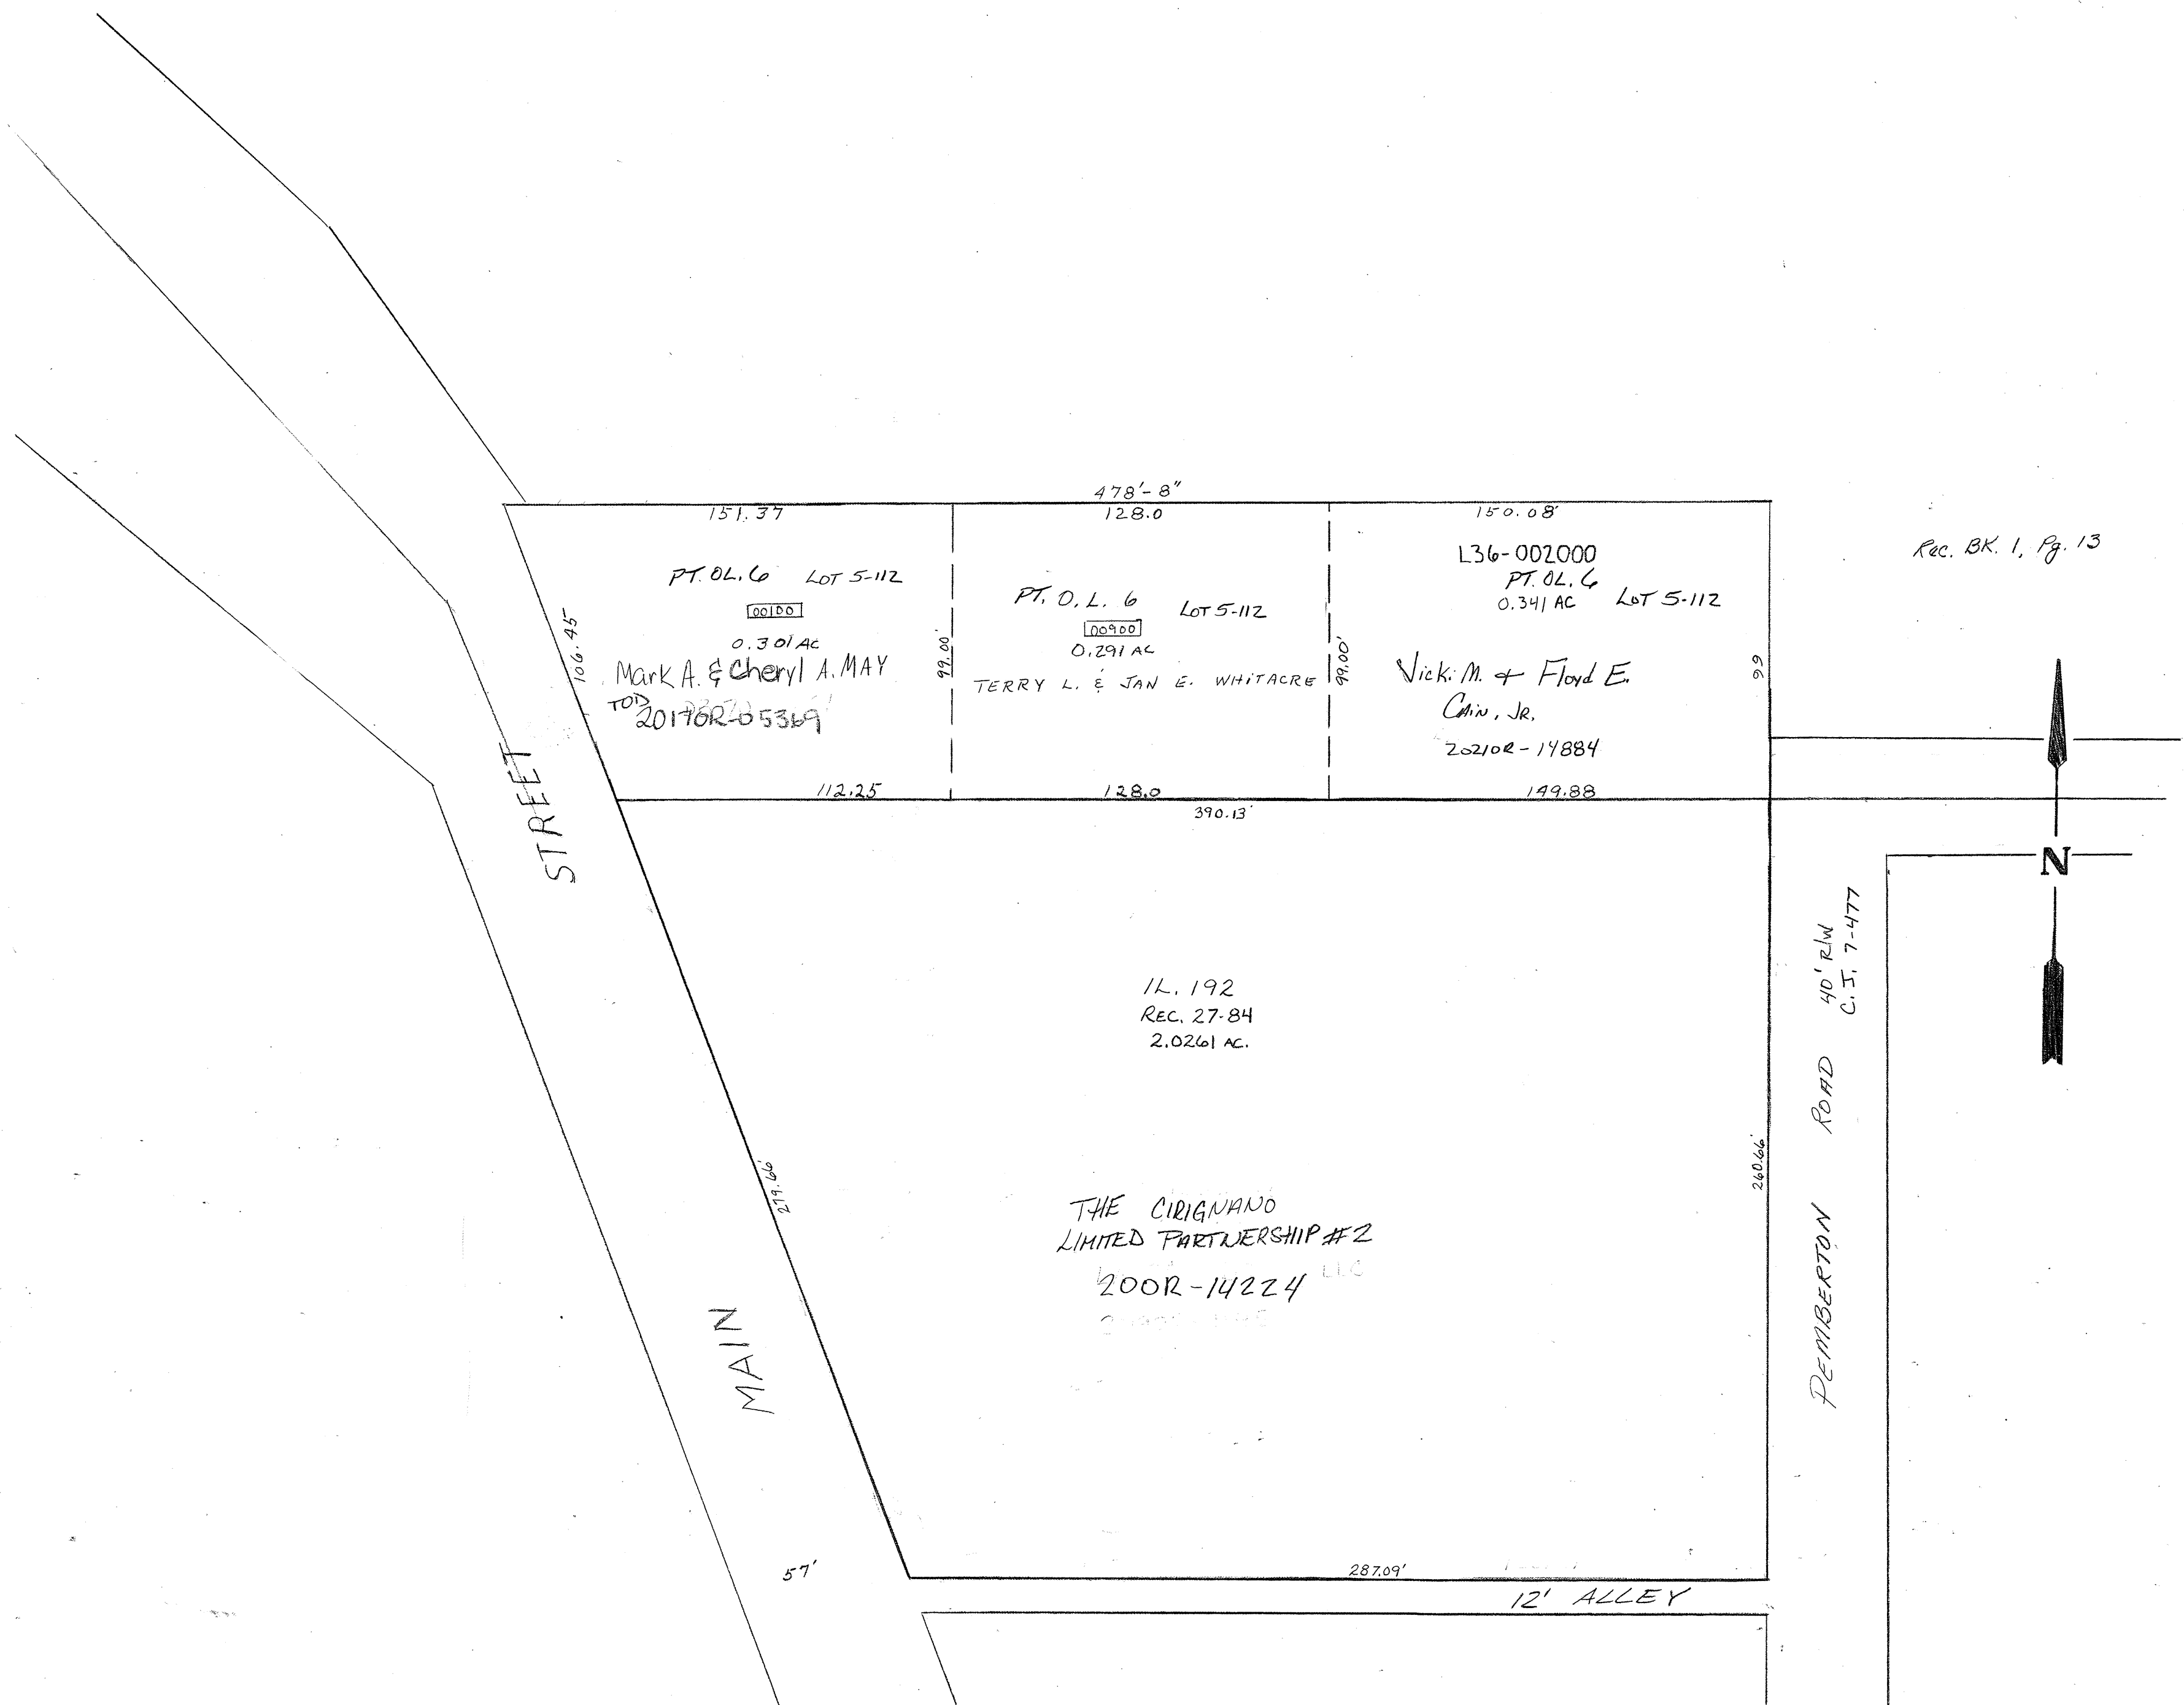 478'-8"
151.37
128.0
150.08'
Rec. BK. 1, Pg. 13
PT. OL. 6 LOT 5-112
00100
0.301 AC
Mark A. & Cheryl A. MAY
TOD
2017OR-05369
106.45
99.00'
PT. O.L. 6 LOT 5-112
00900
0.291 AC
TERRY L. & JAN E. WHITACRE
99.00'
L36-002000
PT. OL. 6
0.341 AC LOT 5-112
Vicki M. & Floyd E.
CAIN, JR.
2021OR-14884
99
112.25
128.0
149.88
390.13'
STREET
MAIN
N
IL. 192
REC. 27-84
2.0261 AC.
279.66'
260.66'
THE CIRIGNANO
LIMITED PARTNERSHIP #2
200R-14224
LLC
40' R/W
C.J. 7-477
PEMBERTON ROAD
57'
287.09'
12' ALLEY